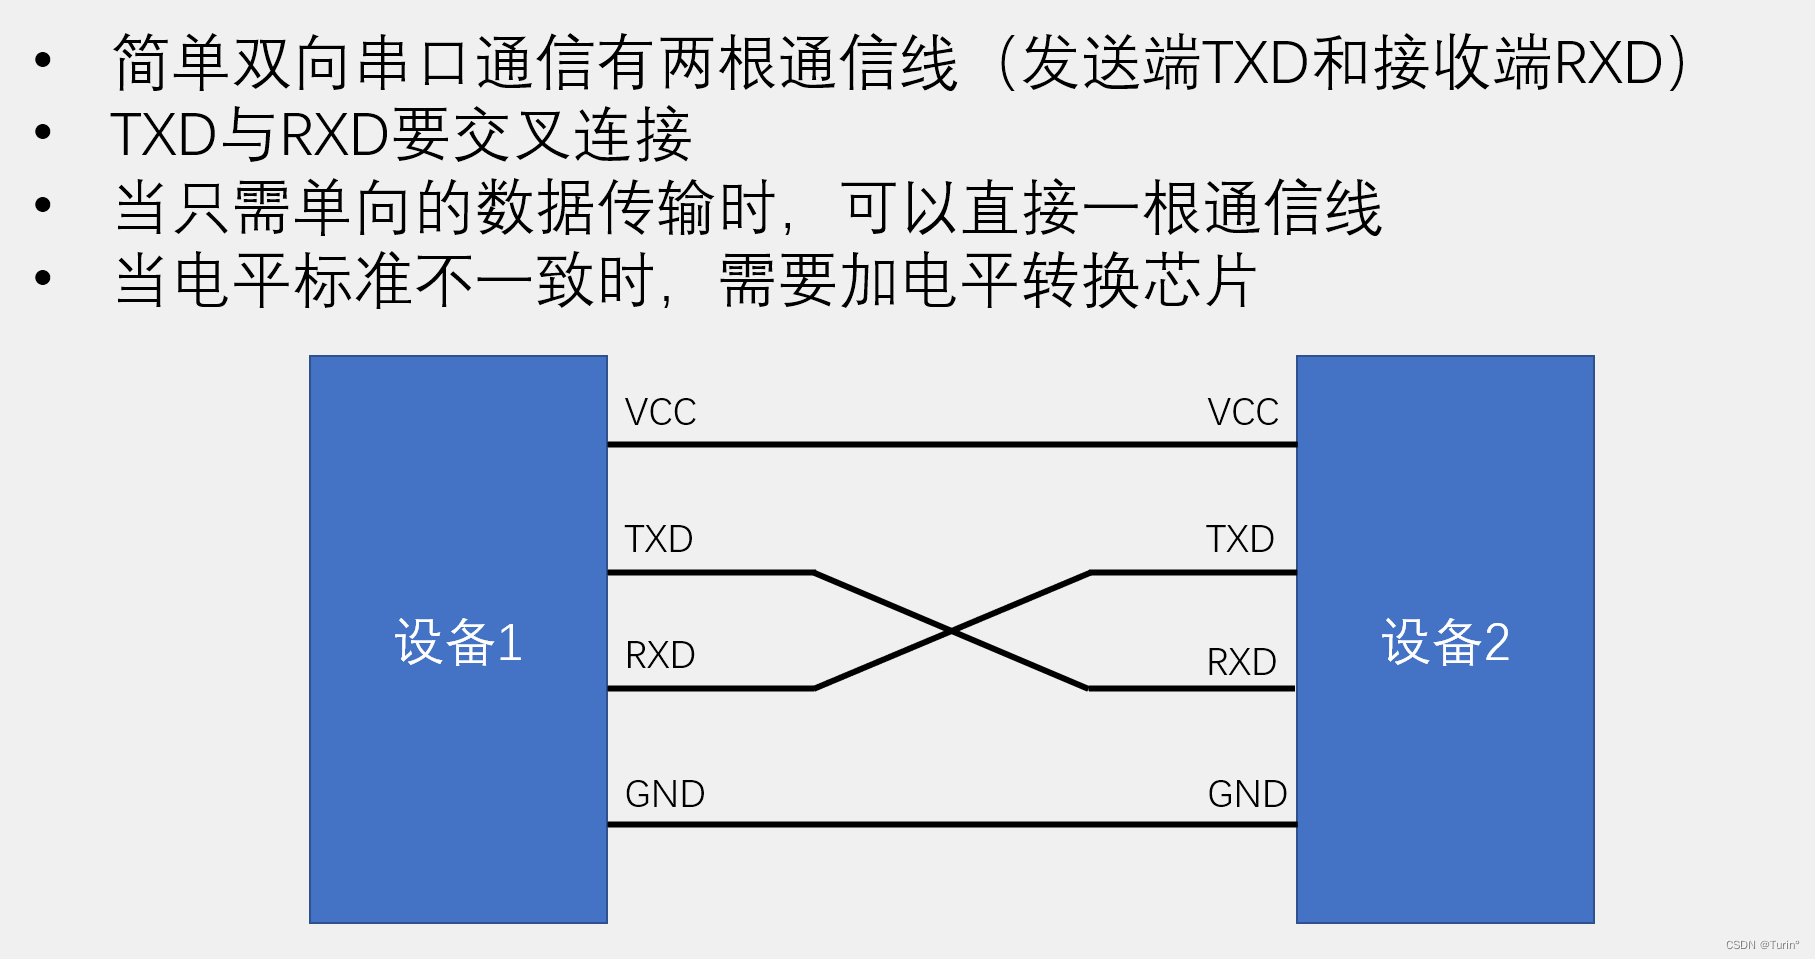 • 简单双向串口通信有两根通信线（发送端TXD和接收端RXD）
• TXD与RXD要交叉连接
• 当只需单向的数据传输时，可以直接一根通信线
• 当电平标准不一致时，需要加电平转换芯片
VCC VCC
TXD TXD
设备1 设备2
RXD RXD
GND GND
CSDN @Turin°